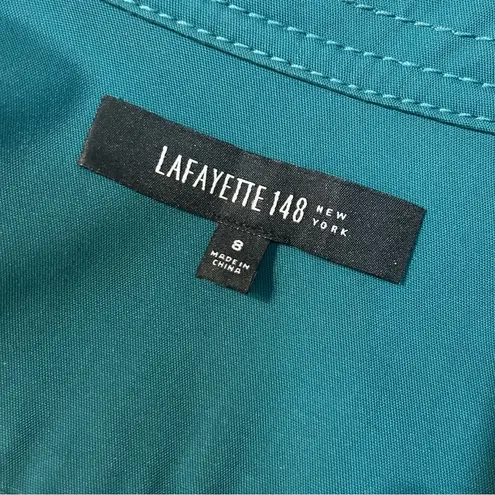 LAFAYETTE 148 NEW YORK
8
MADE IN
CHINA